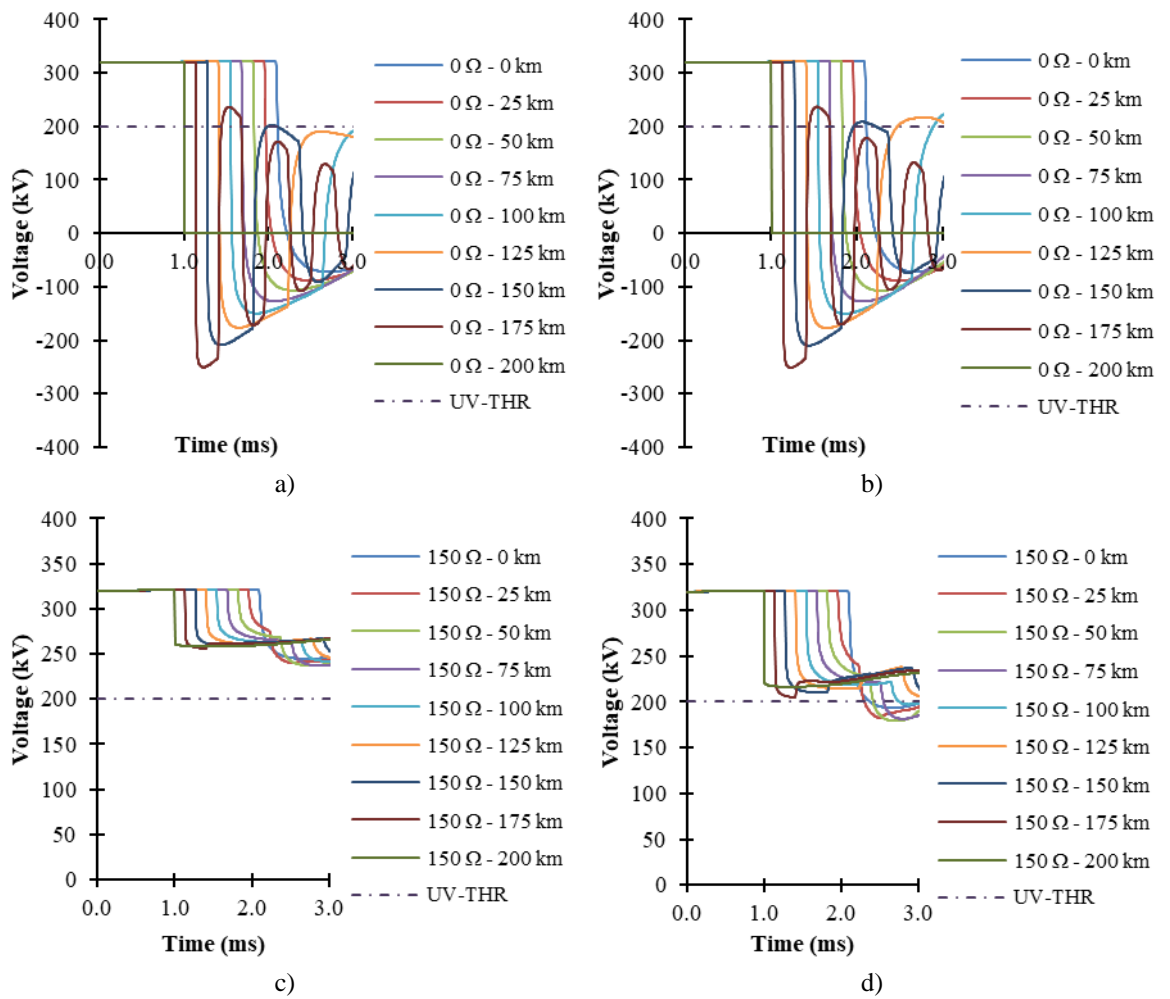 400
300
200
100
0
-100
-200
-300
-400
0.0
1.0
2.0
3.0
Voltage (kV)
Time (ms)
0 Ω - 0 km
0 Ω - 25 km
0 Ω - 50 km
0 Ω - 75 km
0 Ω - 100 km
0 Ω - 125 km
0 Ω - 150 km
0 Ω - 175 km
0 Ω - 200 km
UV-THR
a)
400
300
200
100
0
-100
-200
-300
-400
0.0
1.0
2.0
3.0
Voltage (kV)
Time (ms)
0 Ω - 0 km
0 Ω - 25 km
0 Ω - 50 km
0 Ω - 75 km
0 Ω - 100 km
0 Ω - 125 km
0 Ω - 150 km
0 Ω - 175 km
0 Ω - 200 km
UV-THR
b)
400
350
300
250
200
150
100
50
0
0.0
1.0
2.0
3.0
Voltage (kV)
Time (ms)
150 Ω - 0 km
150 Ω - 25 km
150 Ω - 50 km
150 Ω - 75 km
150 Ω - 100 km
150 Ω - 125 km
150 Ω - 150 km
150 Ω - 175 km
150 Ω - 200 km
UV-THR
c)
400
350
300
250
200
150
100
50
0
0.0
1.0
2.0
3.0
Voltage (kV)
Time (ms)
150 Ω - 0 km
150 Ω - 25 km
150 Ω - 50 km
150 Ω - 75 km
150 Ω - 100 km
150 Ω - 125 km
150 Ω - 150 km
150 Ω - 175 km
150 Ω - 200 km
UV-THR
d)